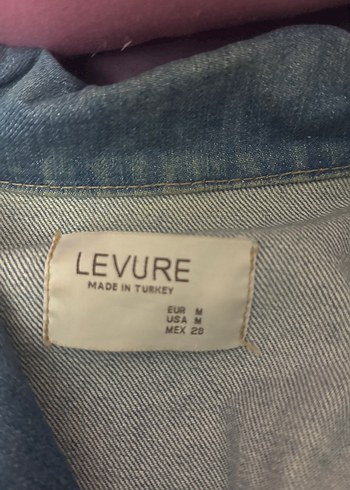 LEVURE
MADE IN TURKEY
EUR M
USA M
MEX 28